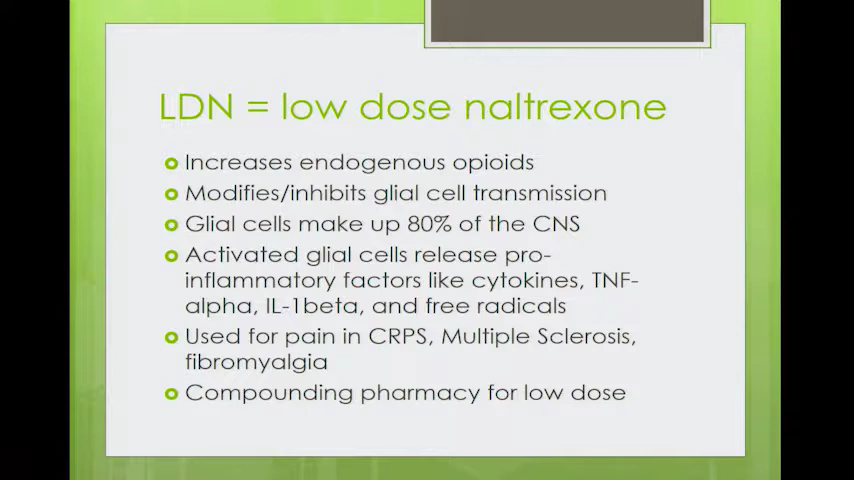 LDN = low dose naltrexone
Increases endogenous opioids
Modifies/inhibits glial cell transmission
Glial cells make up 80% of the CNS
Activated glial cells release pro-
inflammatory factors like cytokines, TNF-
alpha, IL-1beta, and free radicals
Used for pain in CRPS, Multiple Sclerosis,
fibromyalgia
Compounding pharmacy for low dose